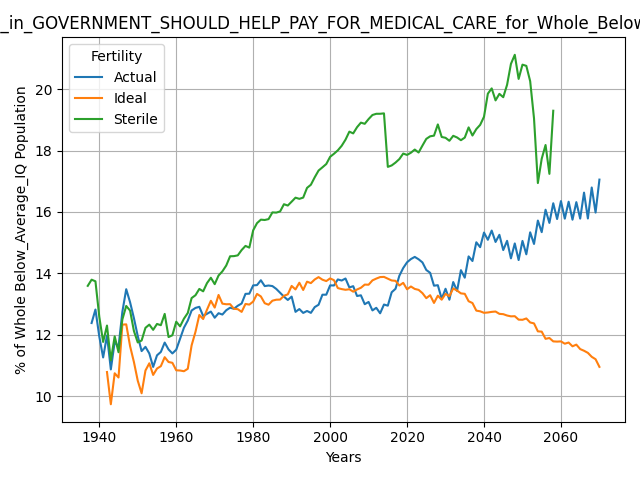 _in_GOVERNMENT_SHOULD_HELP_PAY_FOR_MEDICAL_CARE_for_Whole_Below
Fertility
Actual
Ideal
Sterile
% of Whole Below_Average_IQ Population
20
18
16
14
12
10
1940 1960 1980 2000 2020 2040 2060
Years